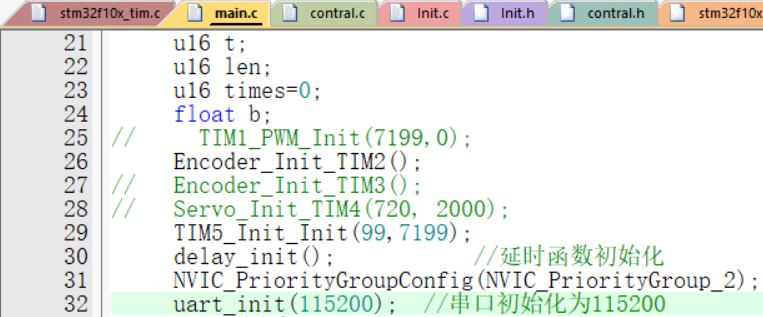 stm32f10x_tim.c main.c contral.c Init.c Init.h contral.h stm32f10x
21 u16 t;
22 u16 len;
23 u16 times=0;
24 float b;
25 // TIM1_PWM_Init(7199,0);
26 Encoder_Init_TIM2();
27 // Encoder_Init_TIM3();
28 // Servo_Init_TIM4(720, 2000);
29 TIM5_Init_Init(99,7199);
30 delay_init(); //延时函数初始化
31 NVIC_PriorityGroupConfig(NVIC_PriorityGroup_2);
32 uart_init(115200); //串口初始化为115200